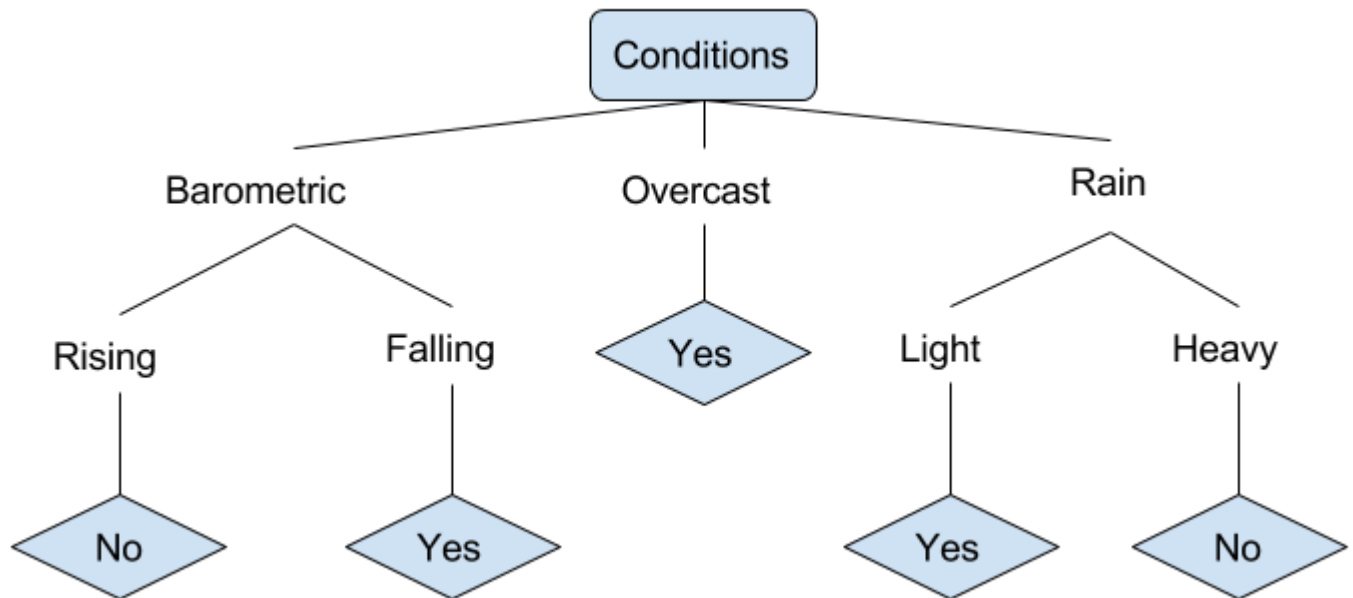 Conditions
Barometric
Overcast
Rain
Rising
Falling
Yes
Light
Heavy
No
Yes
Yes
No